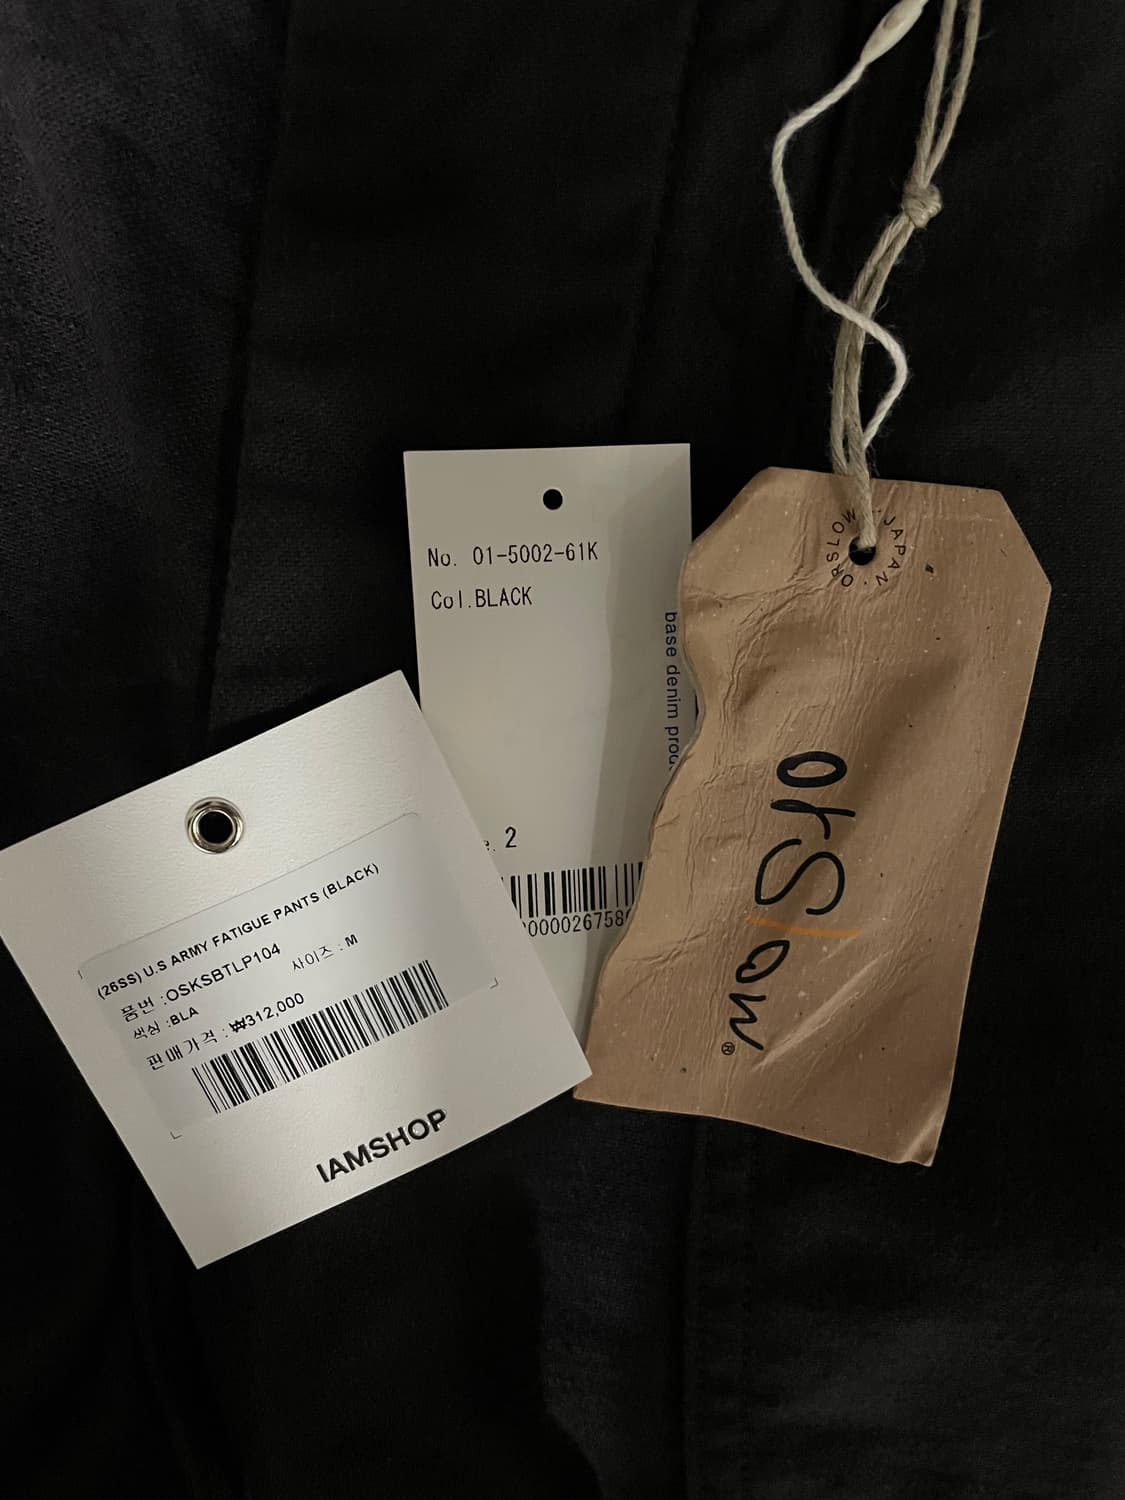 No. 01-5002-61K
Col.BLACK
base denim
2
ORSLOW · JAPAN ·
orSlow®
(26SS) U.S ARMY FATIGUE PANTS (BLACK)
품번 :OSKSBTLP104
사이즈 : M
색상 :BLA
판매가격 : ₩312,000
IAMSHOP